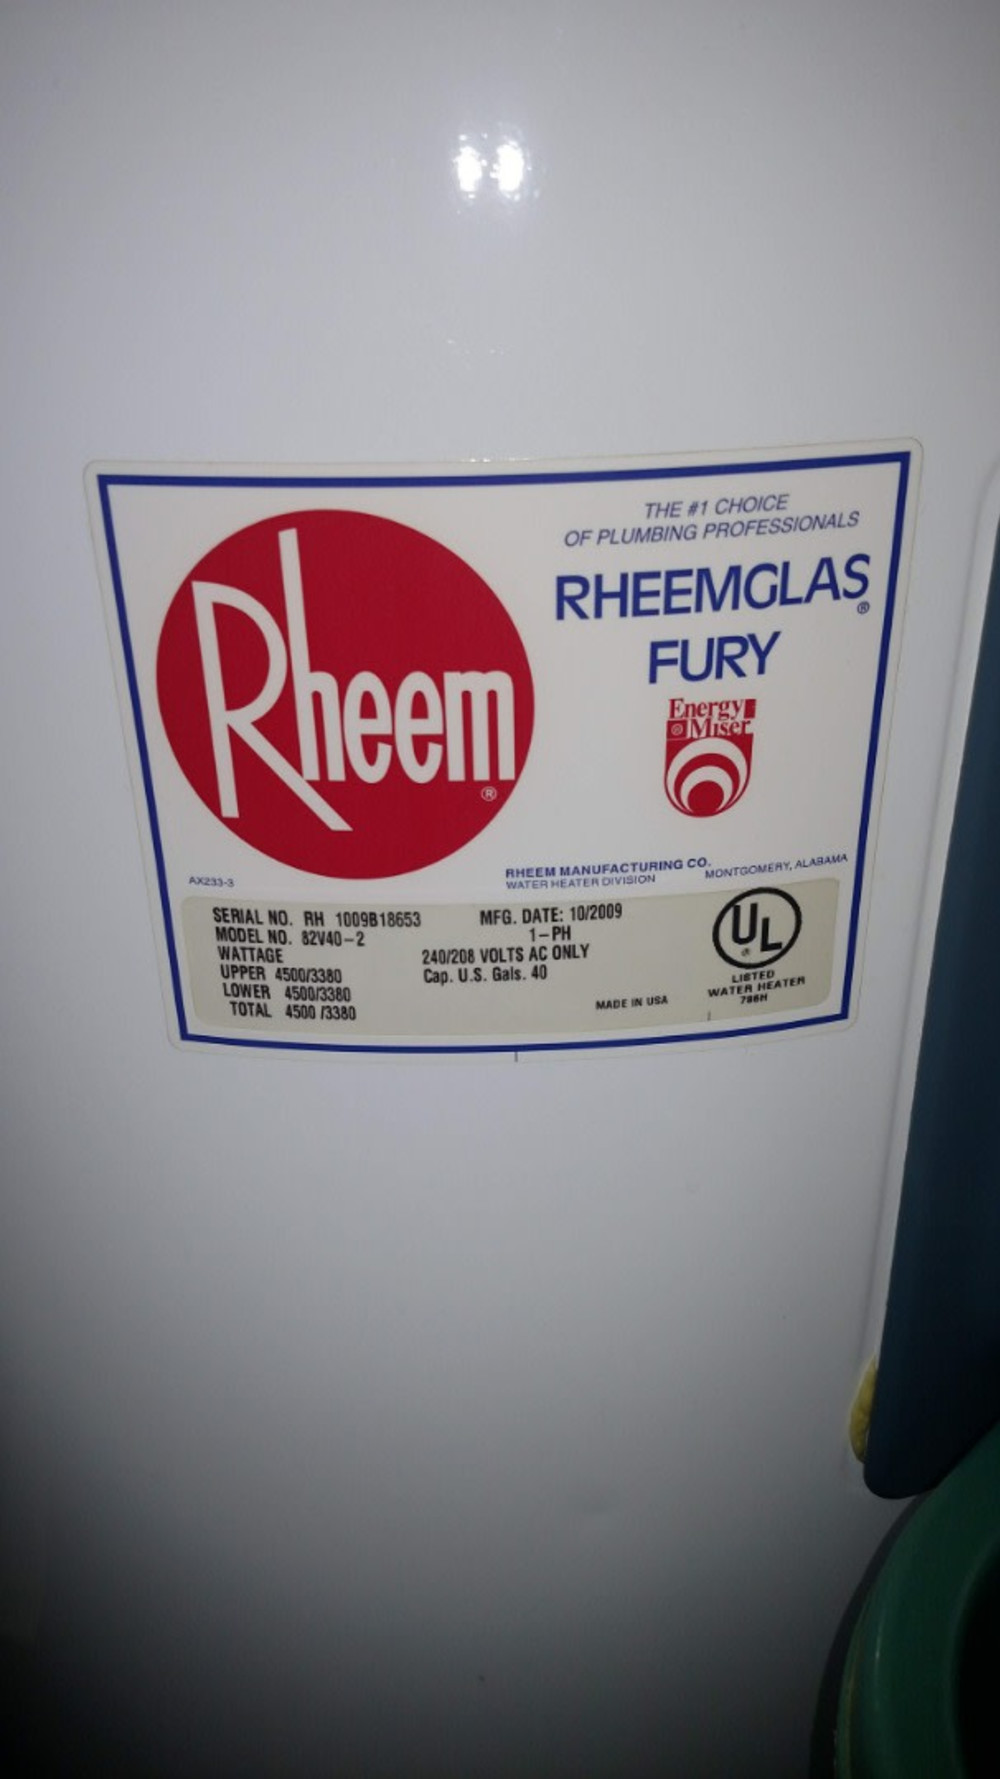 THE #1 CHOICE
OF PLUMBING PROFESSIONALS
Rheem®
RHEEMGLAS®
FURY
Energy
Miser
AX233-3
RHEEM MANUFACTURING CO.
WATER HEATER DIVISION
MONTGOMERY, ALABAMA
SERIAL NO. RH 1009B18653
MFG. DATE: 10/2009
MODEL NO. 82V40-2
1-PH
WATTAGE
240/208 VOLTS AC ONLY
UPPER 4500/3380
Cap. U.S. Gals. 40
LOWER 4500/3380
TOTAL 4500/3380
MADE IN USA
UL®
LISTED
WATER HEATER